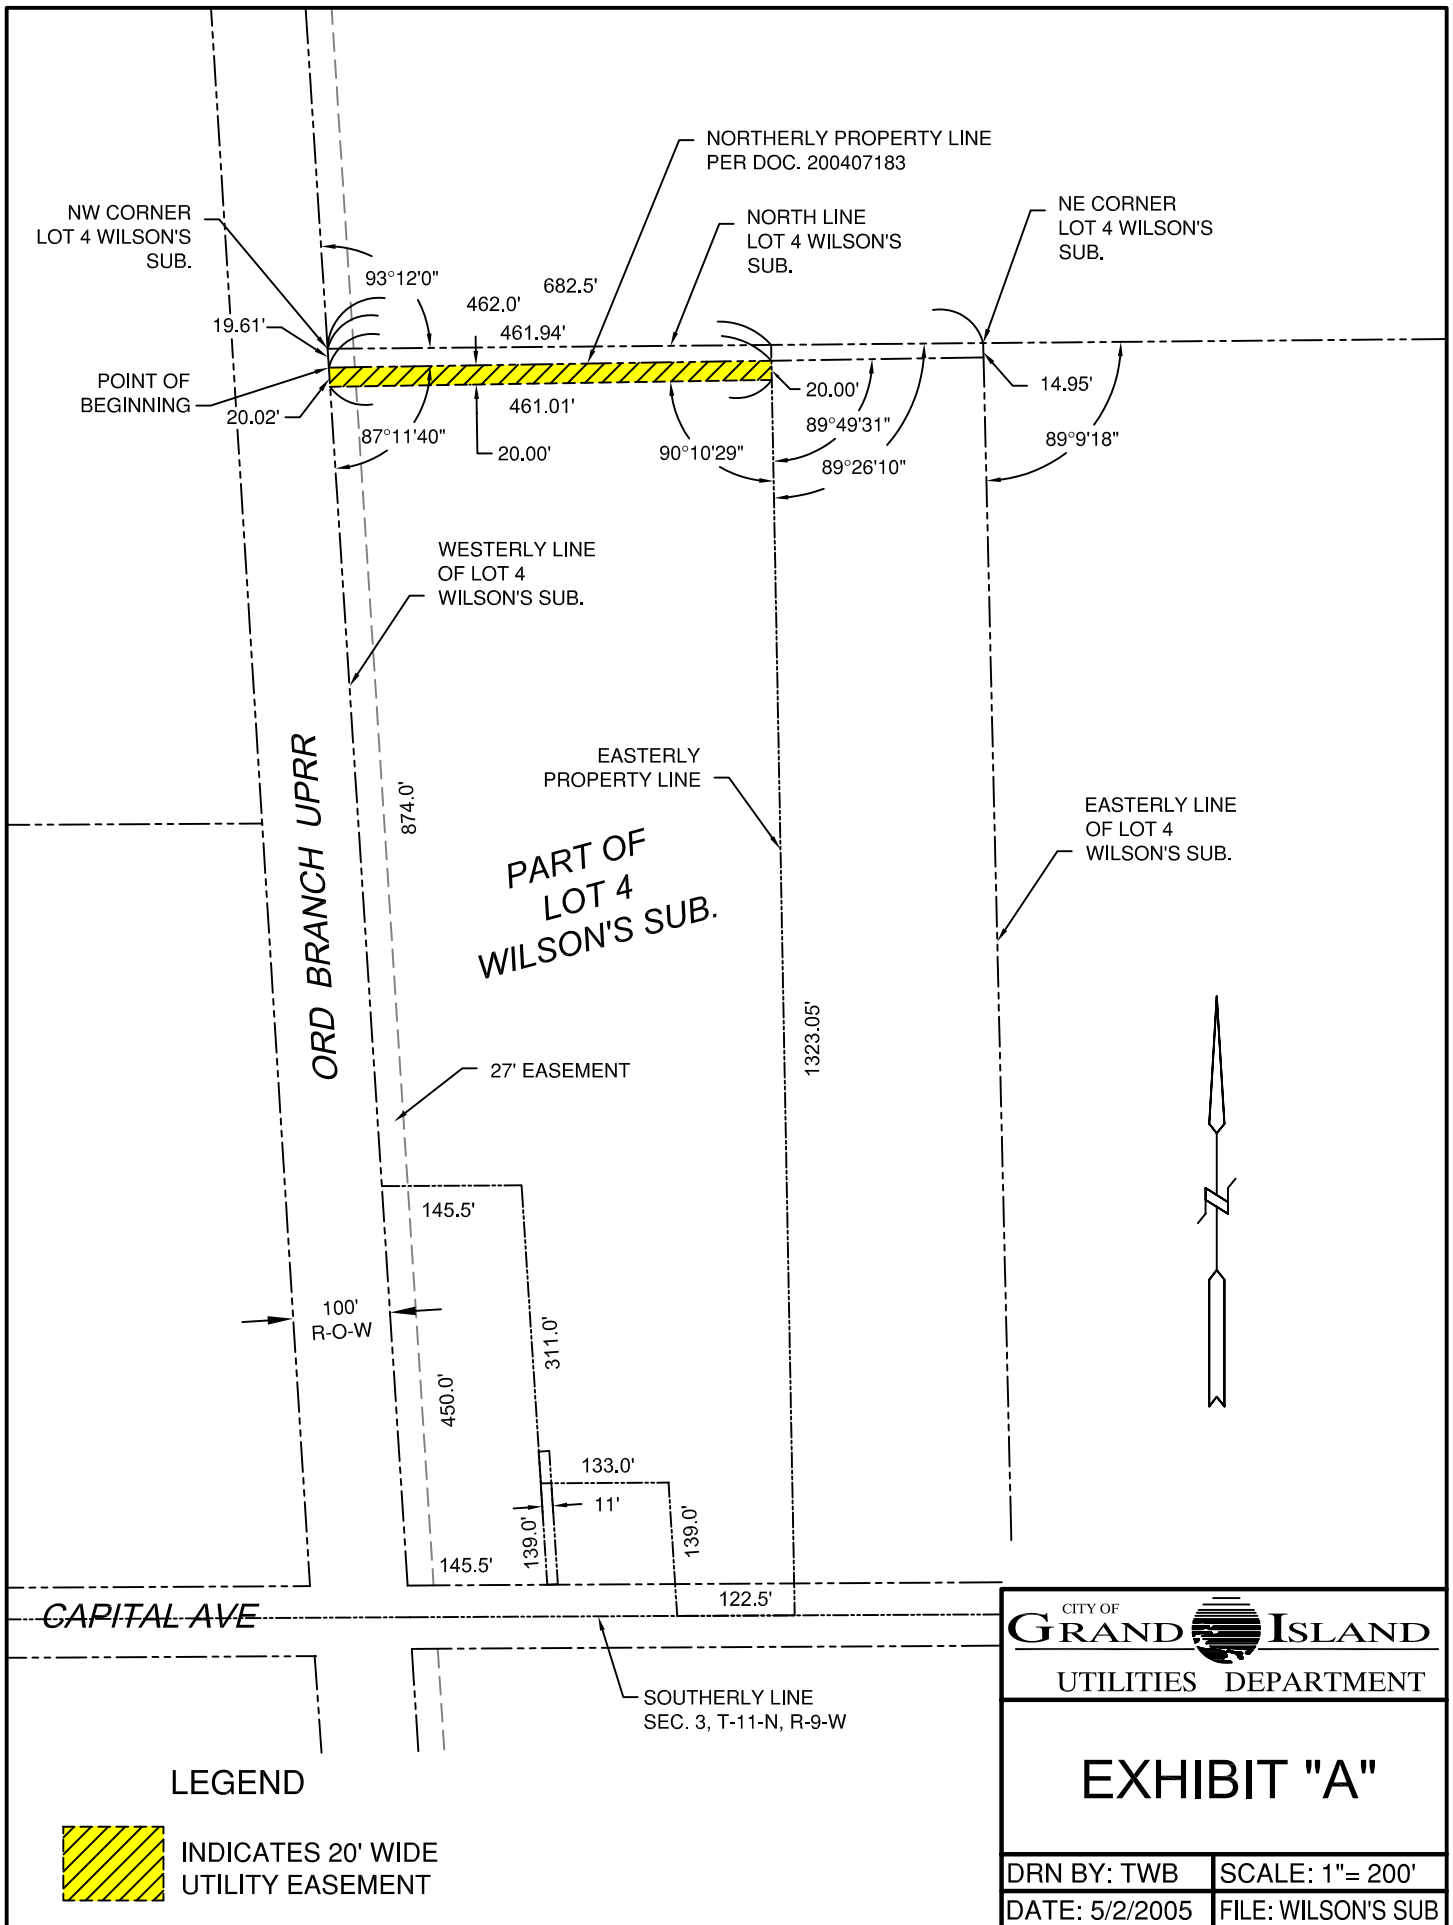 NORTHERLY PROPERTY LINE
PER DOC. 200407183
NW CORNER
LOT 4 WILSON'S
SUB.
NORTH LINE
LOT 4 WILSON'S
SUB.
NE CORNER
LOT 4 WILSON'S
SUB.
93°12'0"
682.5'
462.0'
19.61'
461.94'
POINT OF
BEGINNING
20.02'
461.01'
20.00'
14.95'
87°11'40"
20.00'
90°10'29"
89°49'31"
89°26'10"
89°9'18"
WESTERLY LINE
OF LOT 4
WILSON'S SUB.
ORD BRANCH UPRR
874.0'
EASTERLY
PROPERTY LINE
PART OF
LOT 4
WILSON'S SUB.
EASTERLY LINE
OF LOT 4
WILSON'S SUB.
1323.05'
27' EASEMENT
N
145.5'
100'
R-O-W
311.0'
450.0'
133.0'
11'
139.0'
139.0'
145.5'
122.5'
CAPITAL AVE
SOUTHERLY LINE
SEC. 3, T-11-N, R-9-W
CITY OF
GRAND ISLAND
UTILITIES DEPARTMENT
EXHIBIT "A"
DRN BY: TWB
SCALE: 1"= 200'
DATE: 5/2/2005
FILE: WILSON'S SUB
LEGEND
INDICATES 20' WIDE
UTILITY EASEMENT